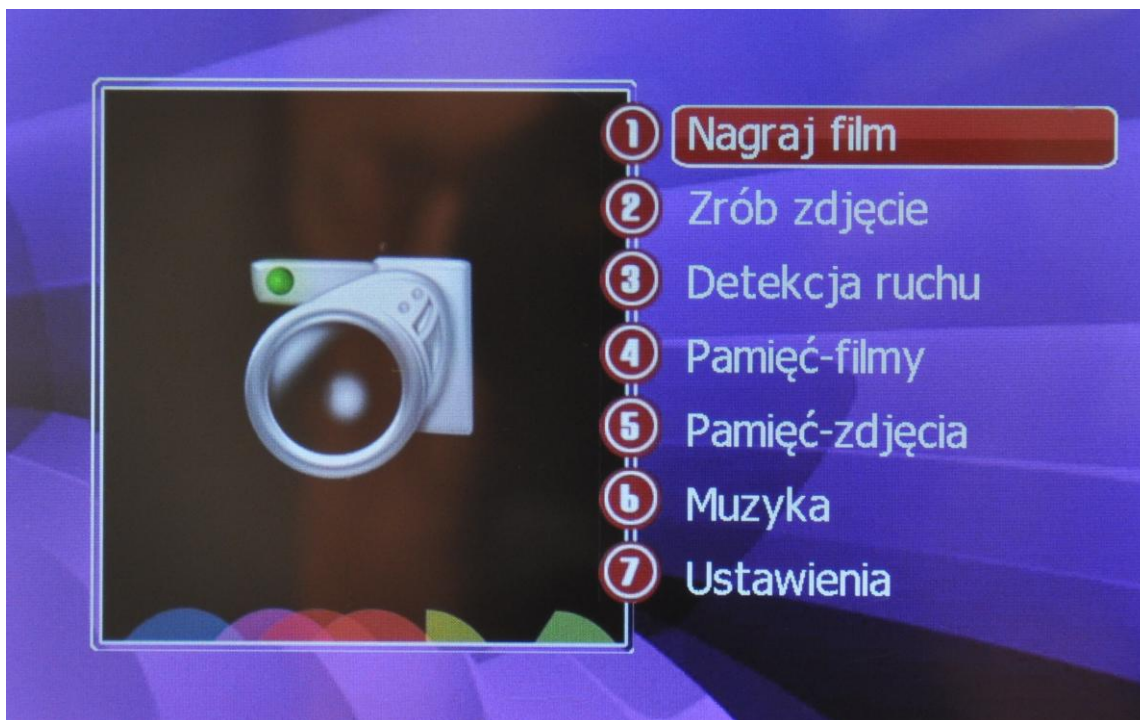 1 Nagraj film
2 Zrób zdjęcie
3 Detekcja ruchu
4 Pamięć-filmy
5 Pamięć-zdjęcia
6 Muzyka
7 Ustawienia